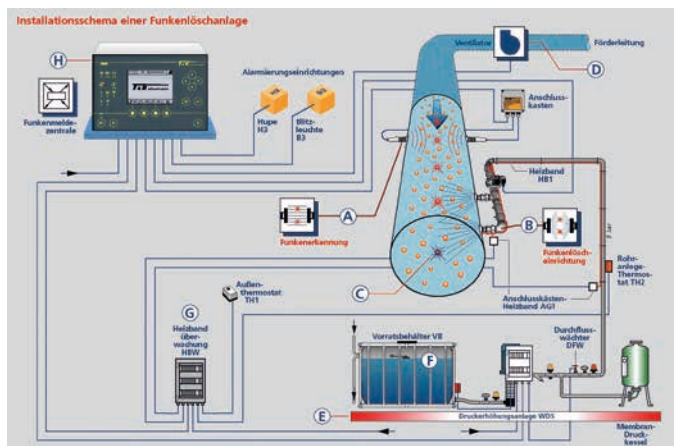 Installationsschema einer Funkenlöschanlage
H
Ventilator
Förderleitung
D
Alarmierungseinrichtungen
Funkenmelde-
zentrale
Hupe
H3
Blitz-
leuchte
B3
Anschluss-
kasten
Heizband
HB1
A
Funkenerkennung
B
Funkenlösch-
einrichtung
C
Rohr-
anlege-
Thermo-
stat TH2
Anschlusskästen-
Heizband AG1
Außen-
thermostat
TH1
G
Heizband
über-
wachung
HBW
Vorratsbehälter VB
F
Durchfluss-
wächter
DFW
E
Druckerhöhungsanlage WDS
Membran-
Druck-
kessel